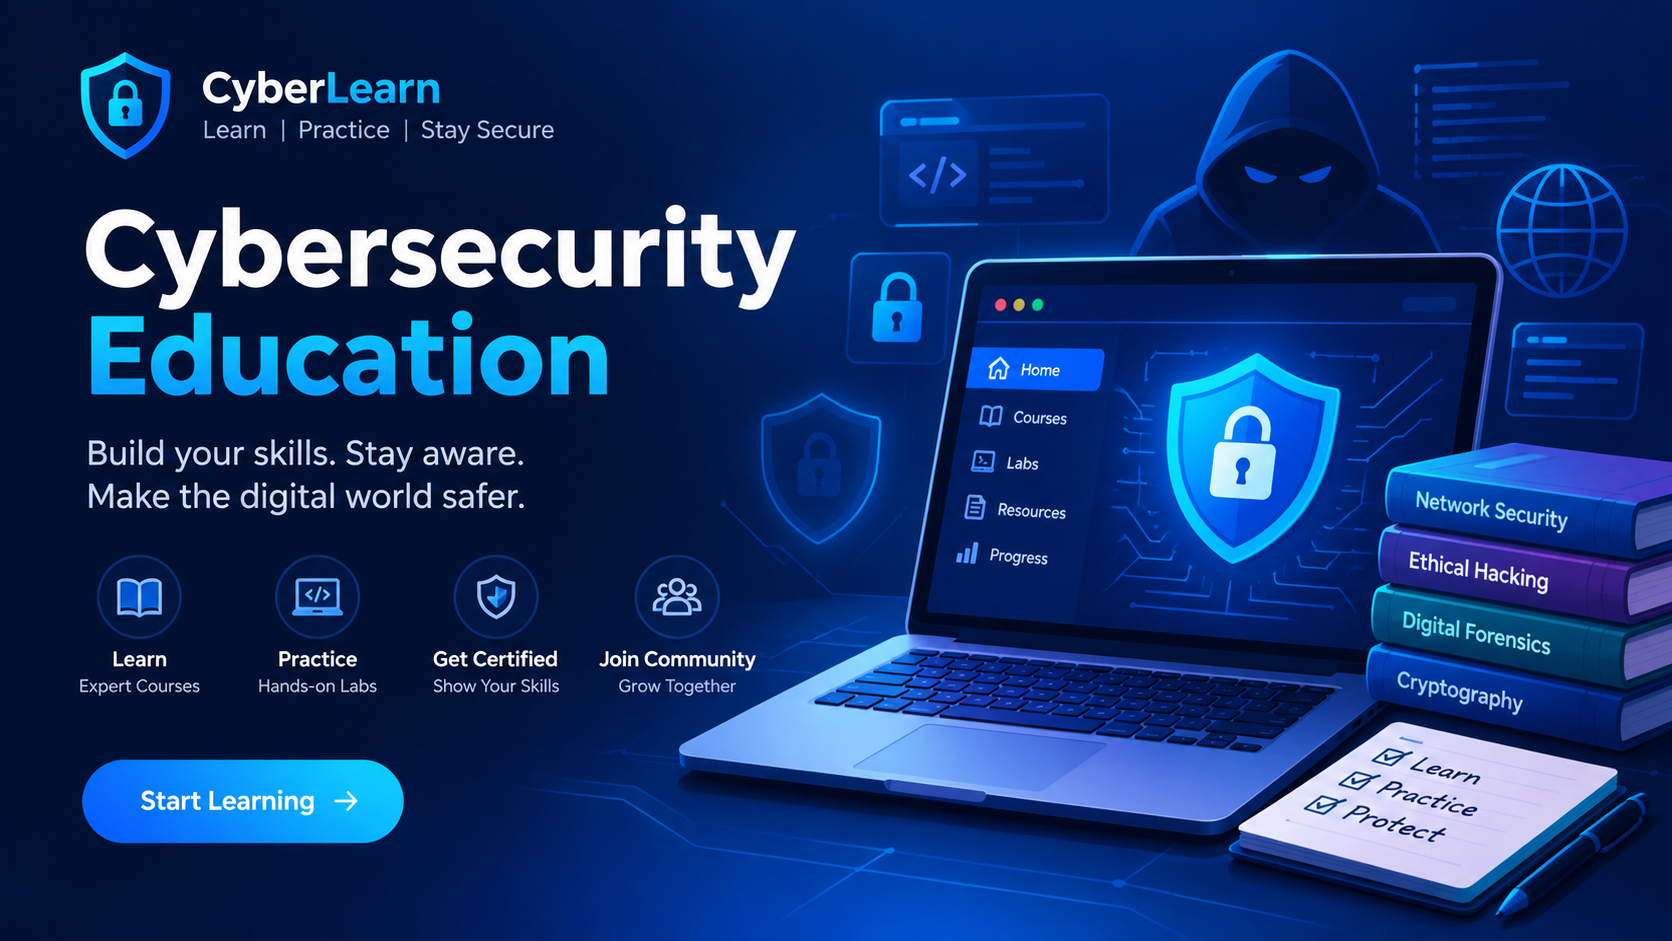 CyberLearn
Learn | Practice | Stay Secure
Cybersecurity
Education
Build your skills. Stay aware.
Make the digital world safer.
Learn
Expert Courses
Practice
Hands-on Labs
Get Certified
Show Your Skills
Join Community
Grow Together
Start Learning →
</>
Home
Courses
Labs
Resources
Progress
Network Security
Ethical Hacking
Digital Forensics
Cryptography
Learn
Practice
Protect